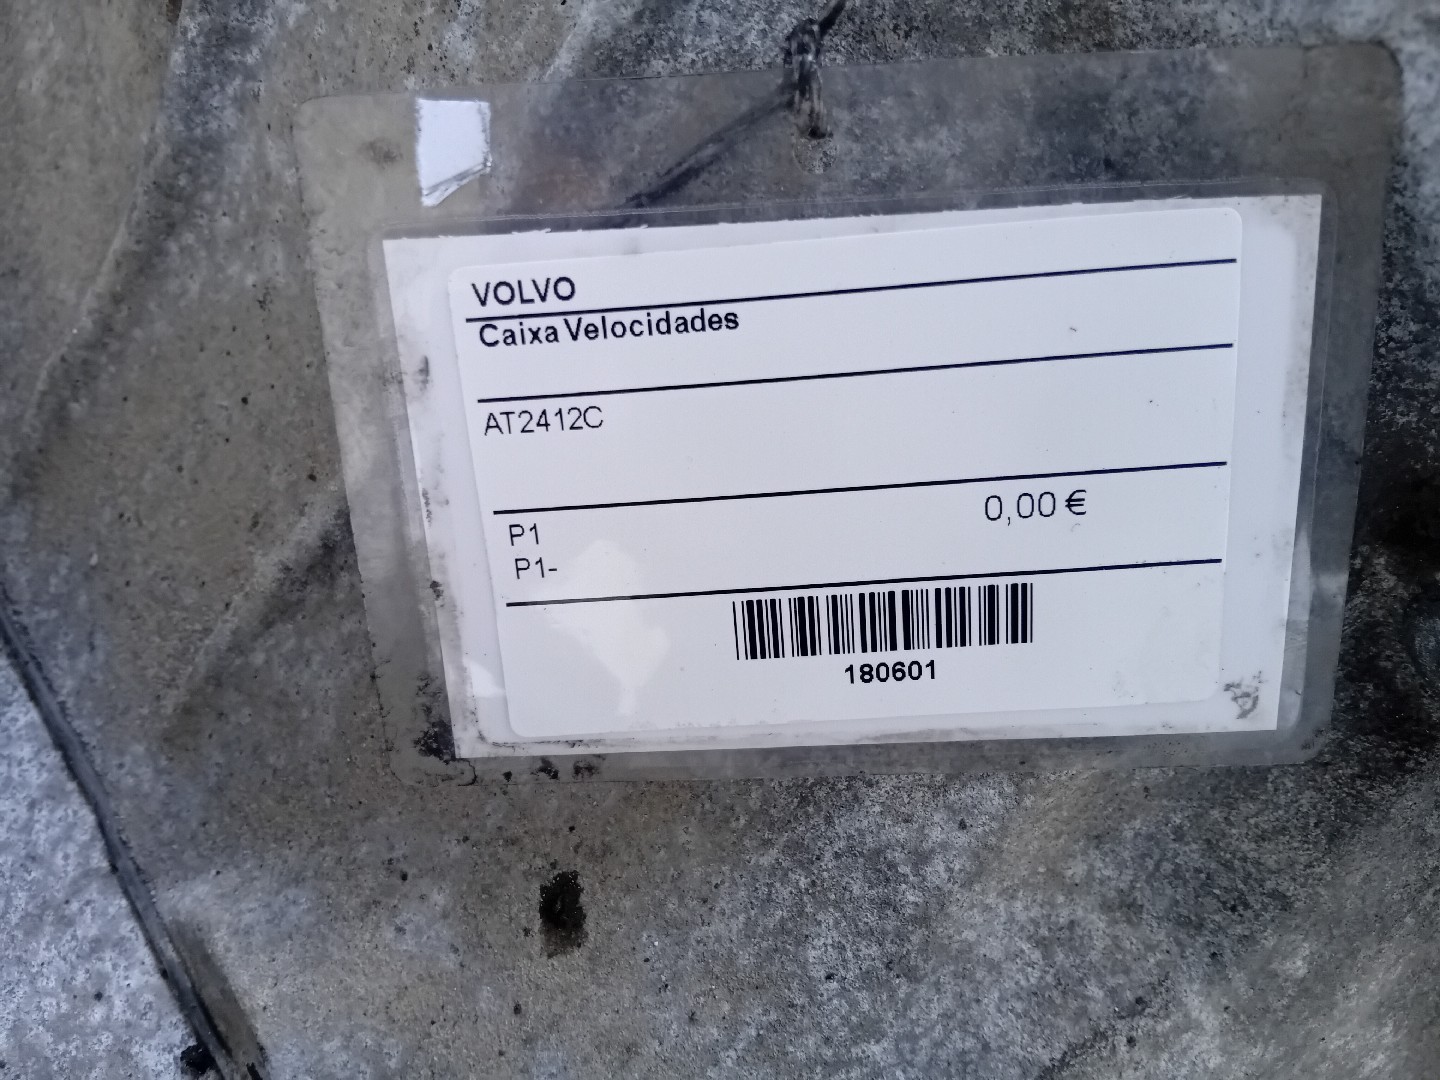 VOLVO
Caixa Velocidades
AT2412C
P1
0,00 €
P1-
180601